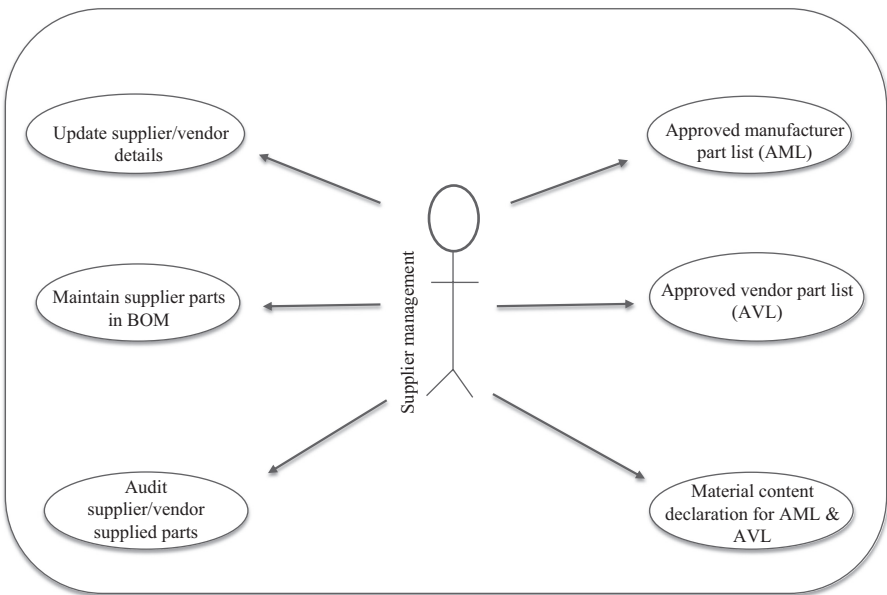 Update supplier/vendor
details
Approved manufacturer
part list (AML)
Supplier management
Maintain supplier parts
in BOM
Approved vendor part list
(AVL)
Audit
supplier/vendor
supplied parts
Material content
declaration for AML &
AVL